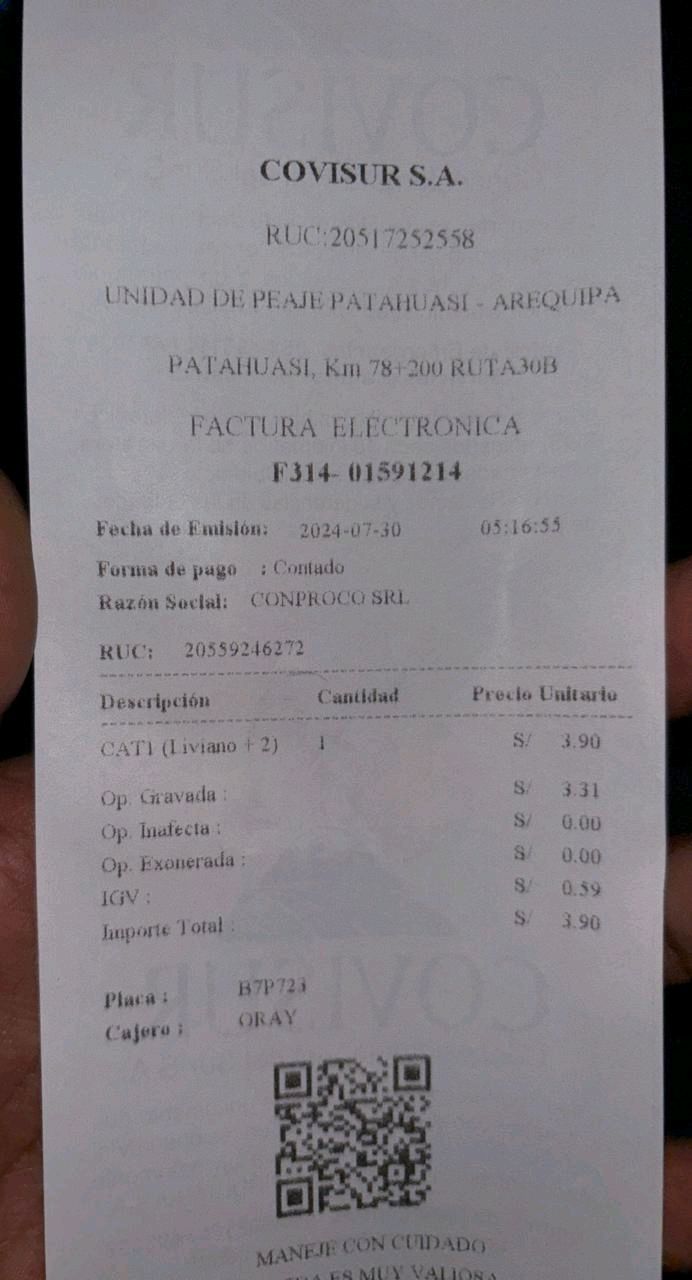 COVISUR S.A.
RUC:20517252558
UNIDAD DE PEAJE PATAHUASI - AREQUIPA
PATAHUASI, Km 78+200 RUTA30B
FACTURA ELECTRONICA
F314- 01591214
Fecha de Emisión: 2024-07-30 05:16:55
Forma de pago : Contado
Razón Social: CONPROCO SRL
RUC: 20559246272
Descripción Cantidad Precio Unitario
CAT1 (Liviano + 2) 1 S/ 3.90
Op. Gravada : S/ 3.31
Op. Inafecta : S/ 0.00
Op. Exonerada : S/ 0.00
IGV : S/ 0.59
Importe Total : S/ 3.90
Placa : B7P723
Cajero : ORAY
MANEJE CON CUIDADO
ES MUY VALIOSA